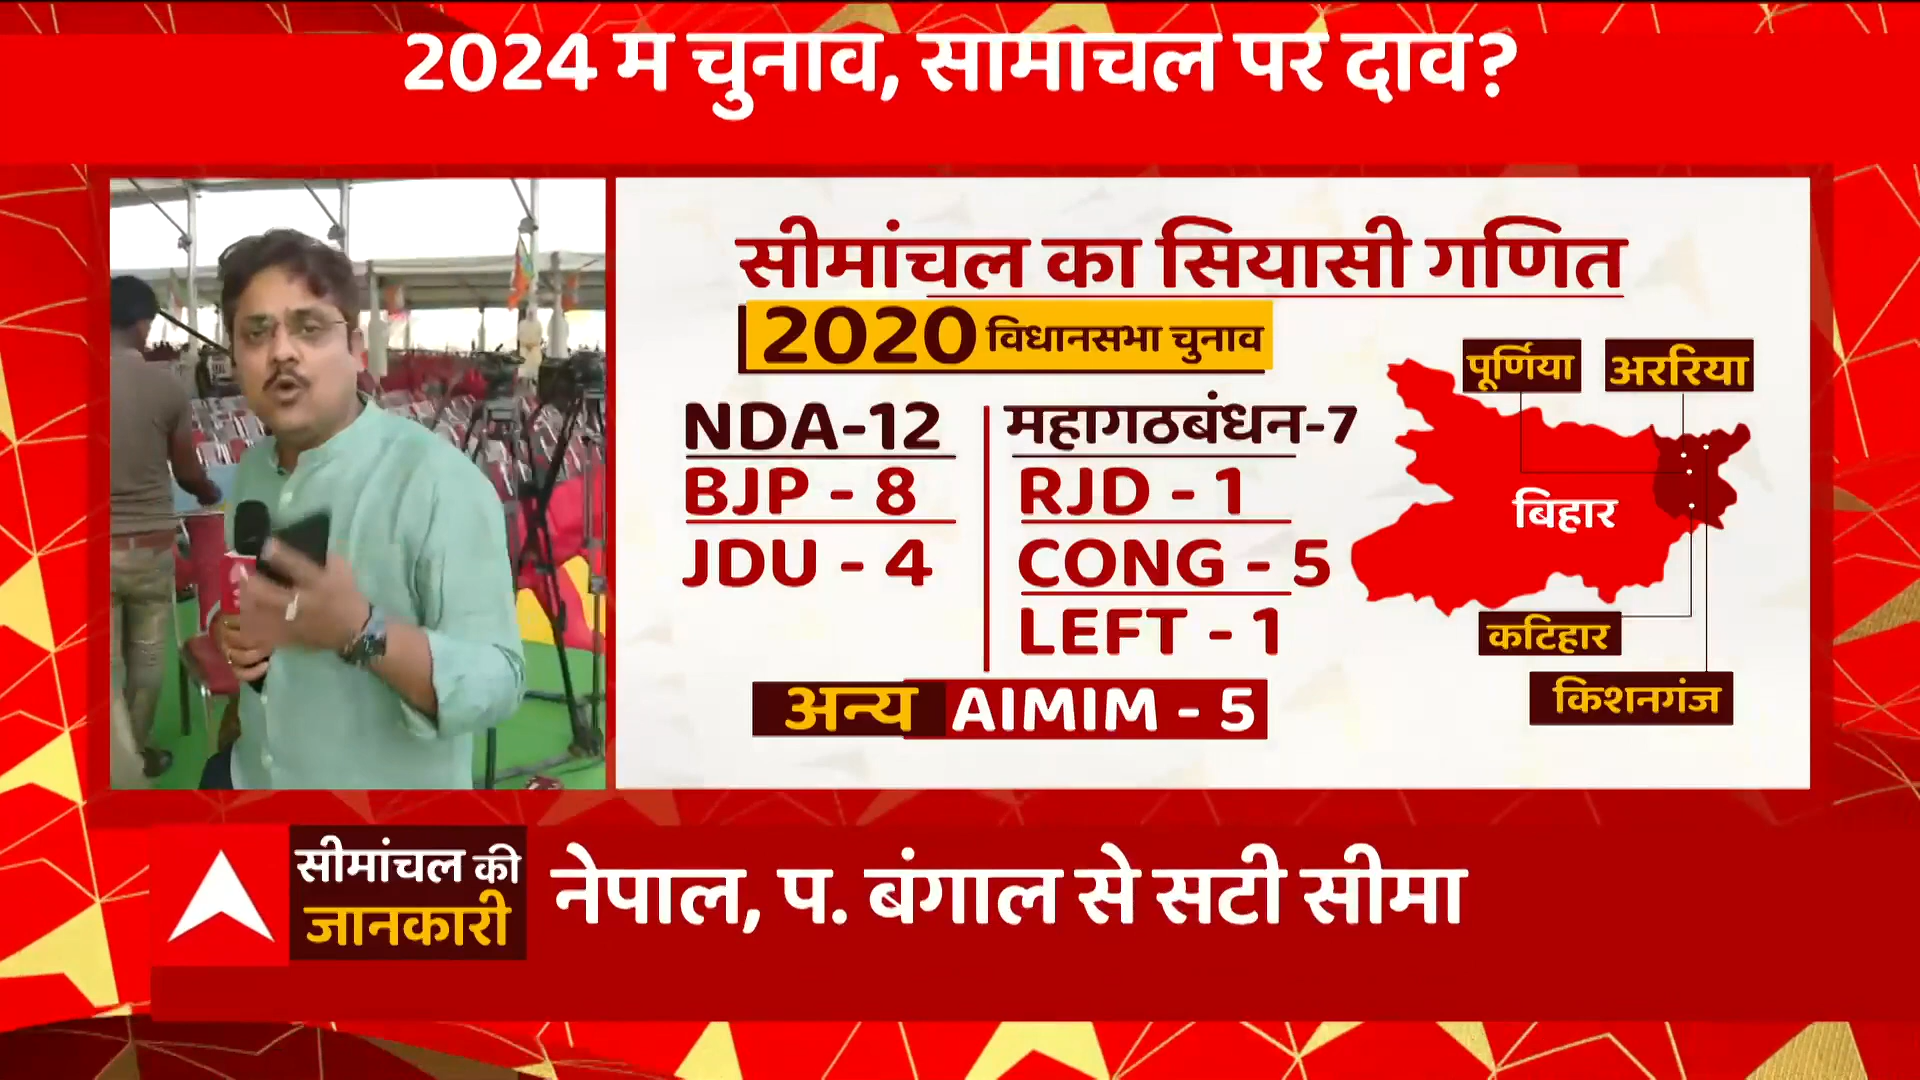 2024 म चुनाव, सामाचल पर दाव?
सीमांचल का सियासी गणित
2020 विधानसभा चुनाव
NDA-12
BJP - 8
JDU - 4
महागठबंधन-7
RJD - 1
CONG - 5
LEFT - 1
अन्य AIMIM - 5
पूर्णिया
अररिया
बिहार
कटिहार
किशनगंज
सीमांचल की
जानकारी
नेपाल, प. बंगाल से सटी सीमा